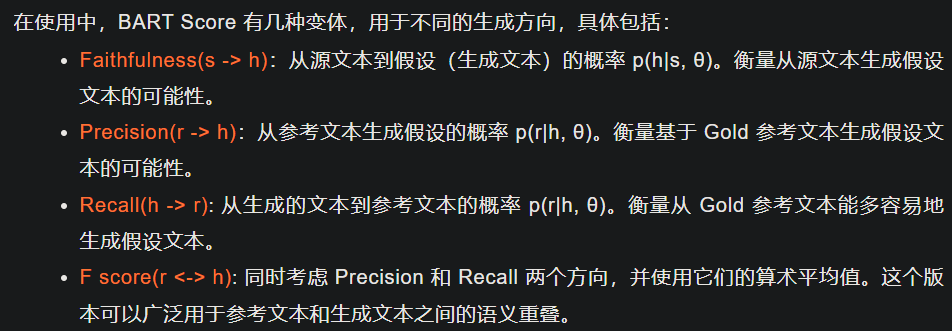 在使用中，BART Score 有几种变体，用于不同的生成方向，具体包括：
• Faithfulness(s -> h)：从源文本到假设（生成文本）的概率 p(h|s, θ)。衡量从源文本生成假设
文本的可能性。
• Precision(r -> h)：从参考文本生成假设的概率 p(r|h, θ)。衡量基于 Gold 参考文本生成假设文
本的可能性。
• Recall(h -> r): 从生成的文本到参考文本的概率 p(r|h, θ)。衡量从 Gold 参考文本能多容易地
生成假设文本。
• F score(r <-> h): 同时考虑 Precision 和 Recall 两个方向，并使用它们的算术平均值。这个版
本可以广泛用于参考文本和生成文本之间的语义重叠。